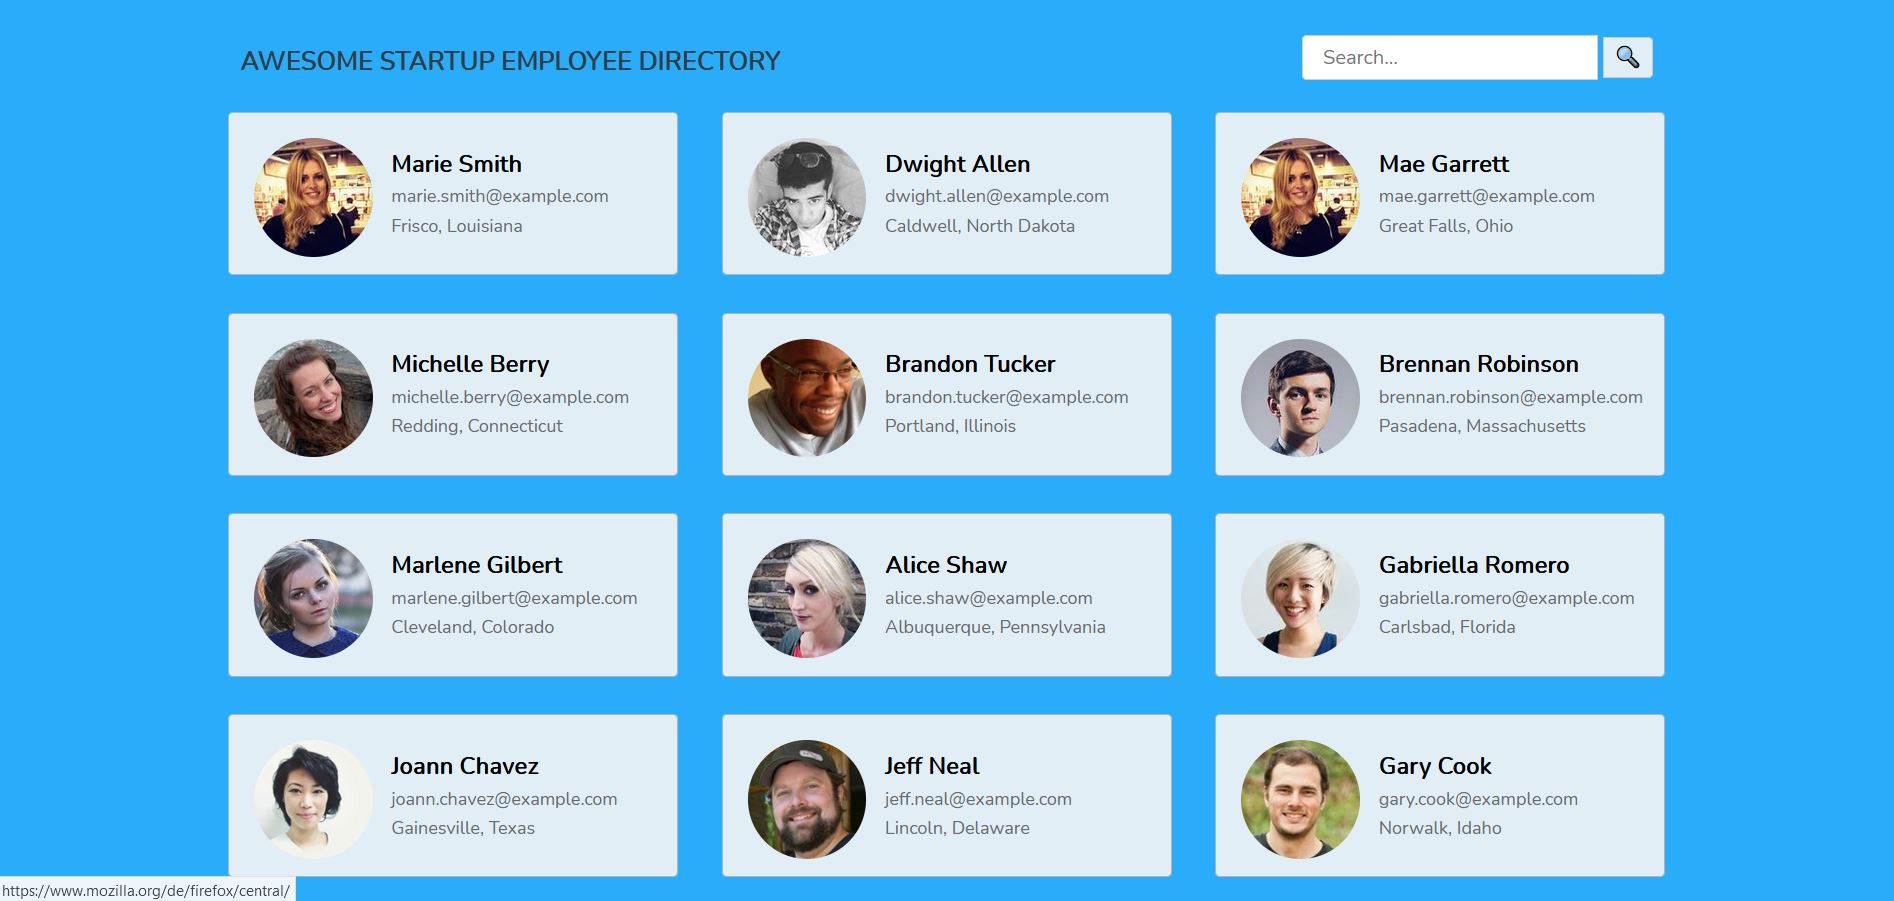 AWESOME STARTUP EMPLOYEE DIRECTORY
Search...
Marie Smith
marie.smith@example.com
Frisco, Louisiana
Dwight Allen
dwight.allen@example.com
Caldwell, North Dakota
Mae Garrett
mae.garrett@example.com
Great Falls, Ohio
Michelle Berry
michelle.berry@example.com
Redding, Connecticut
Brandon Tucker
brandon.tucker@example.com
Portland, Illinois
Brennan Robinson
brennan.robinson@example.com
Pasadena, Massachusetts
Marlene Gilbert
marlene.gilbert@example.com
Cleveland, Colorado
Alice Shaw
alice.shaw@example.com
Albuquerque, Pennsylvania
Gabriella Romero
gabriella.romero@example.com
Carlsbad, Florida
Joann Chavez
joann.chavez@example.com
Gainesville, Texas
Jeff Neal
jeff.neal@example.com
Lincoln, Delaware
Gary Cook
gary.cook@example.com
Norwalk, Idaho
https://www.mozilla.org/de/firefox/central/